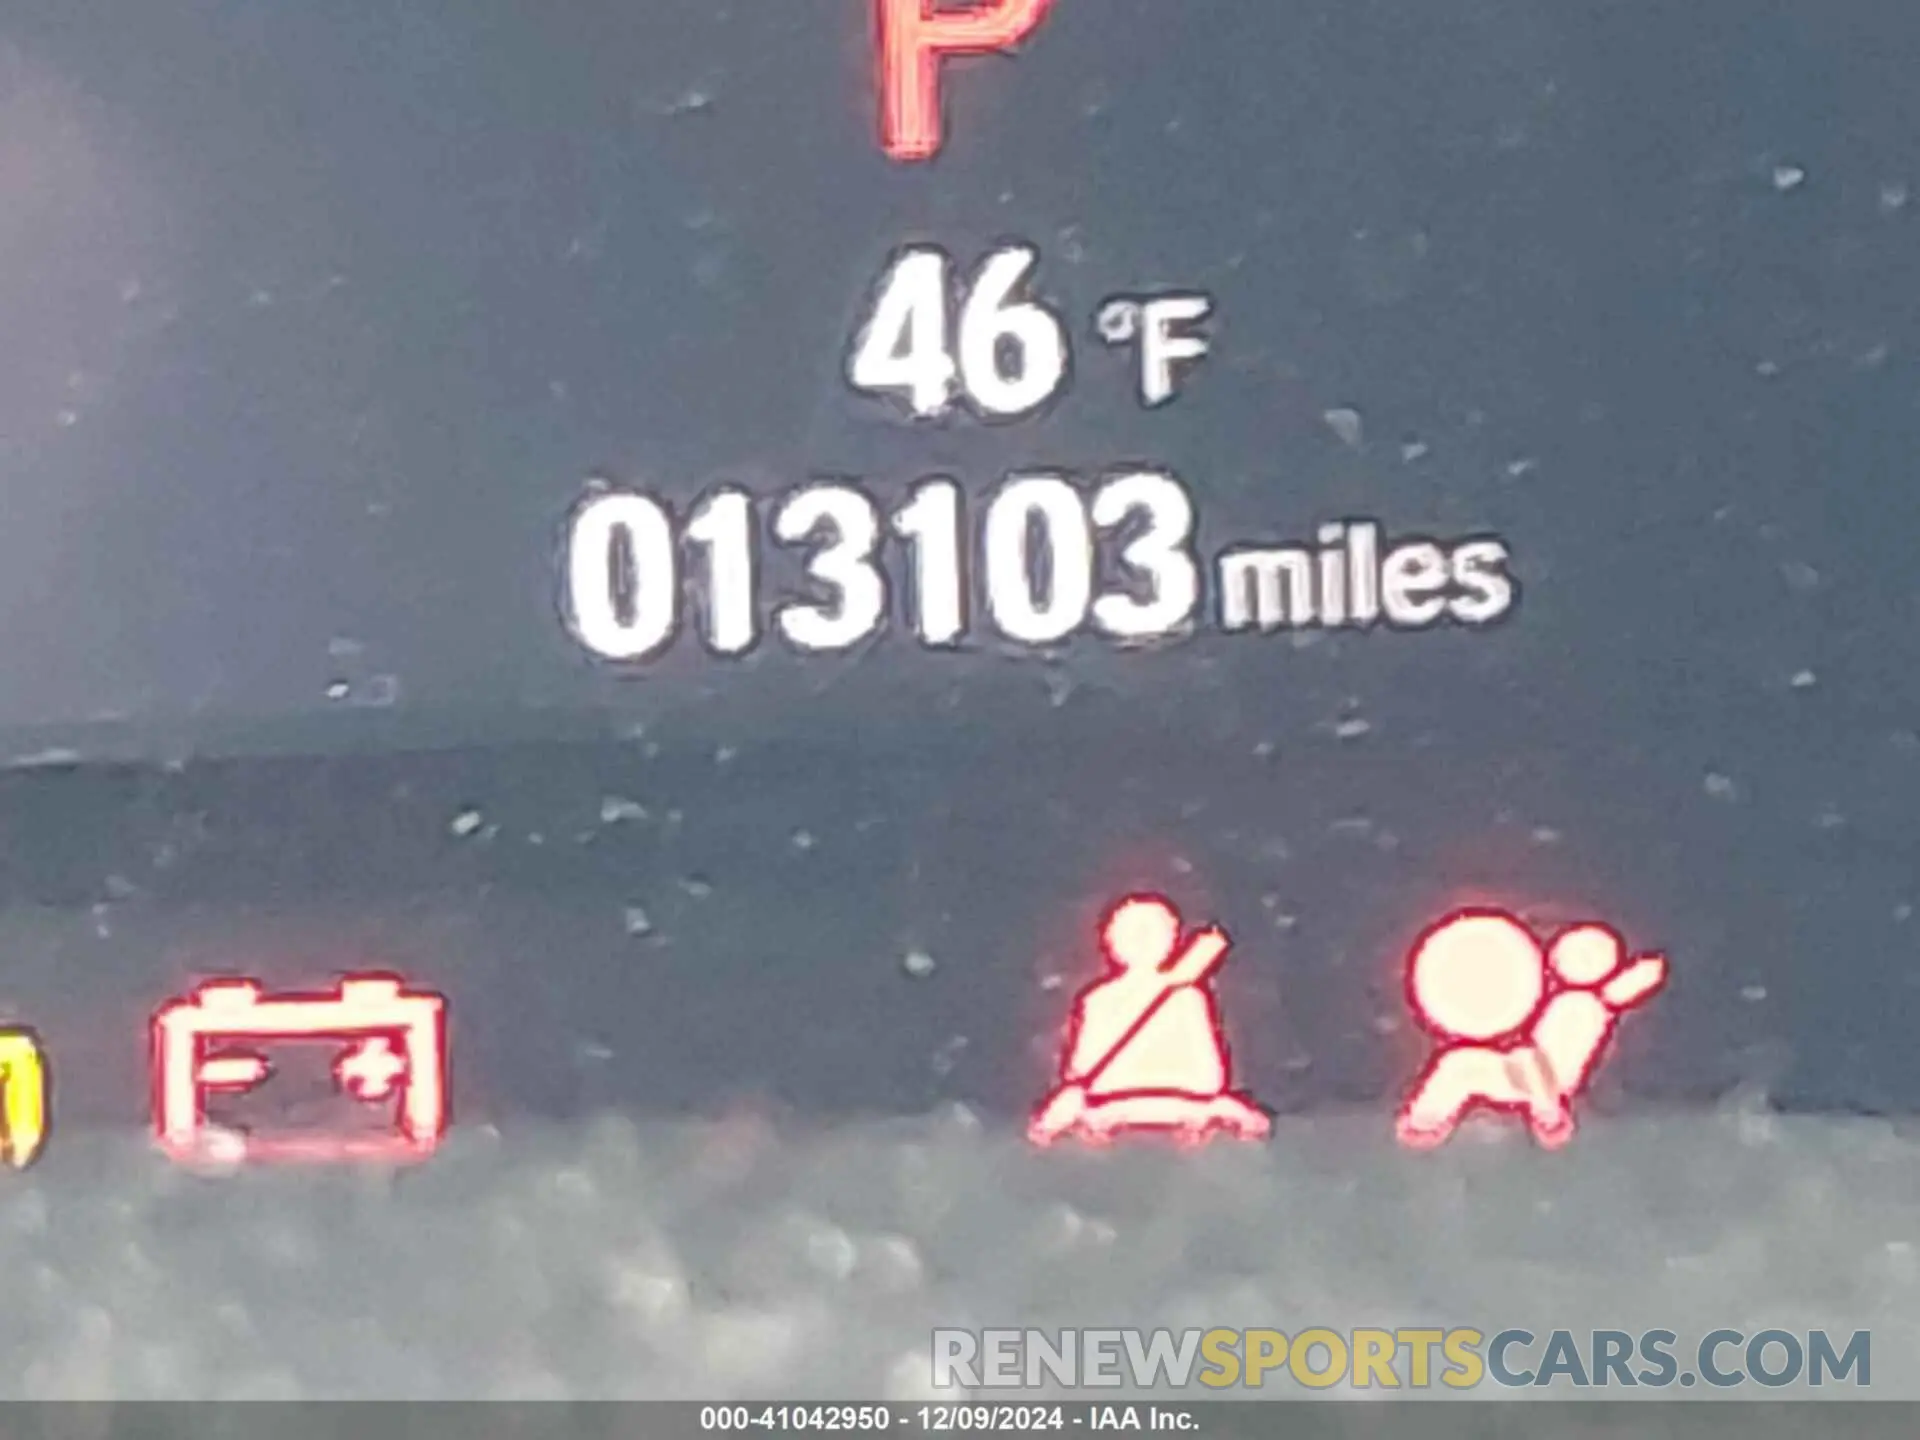 P
46 °F
013103 miles
RENEWSPORTSCARS.COM
000-41042950 - 12/09/2024 - IAA Inc.